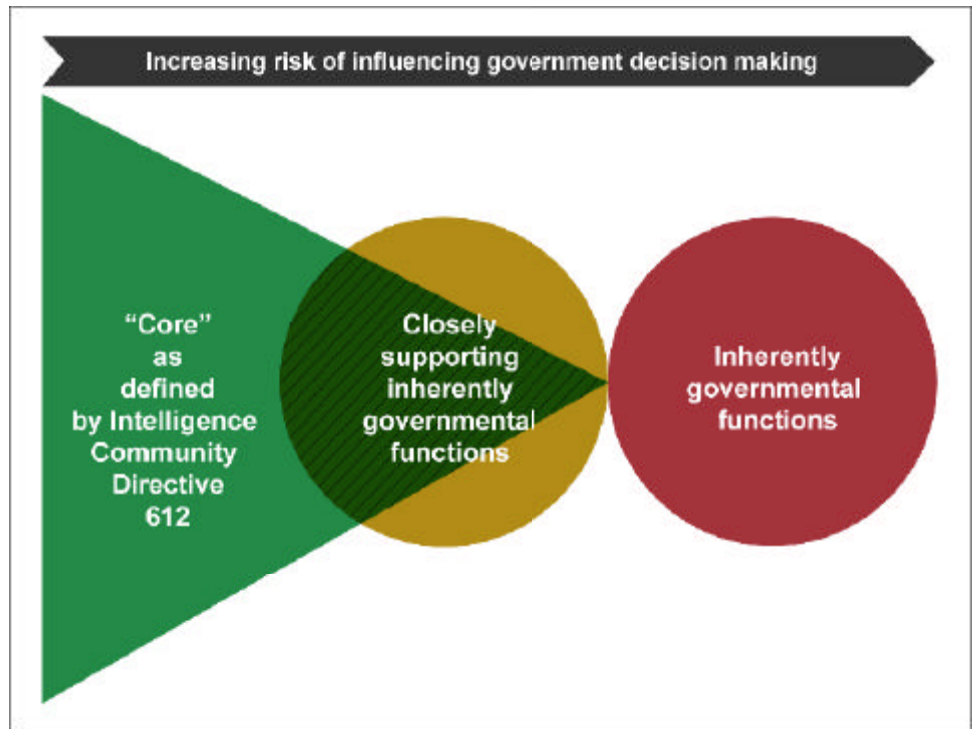 Increasing risk of influencing government decision making
“Core”
as
defined
by Intelligence
Community
Directive
612
Closely
supporting
inherently
governmental
functions
Inherently
governmental
functions